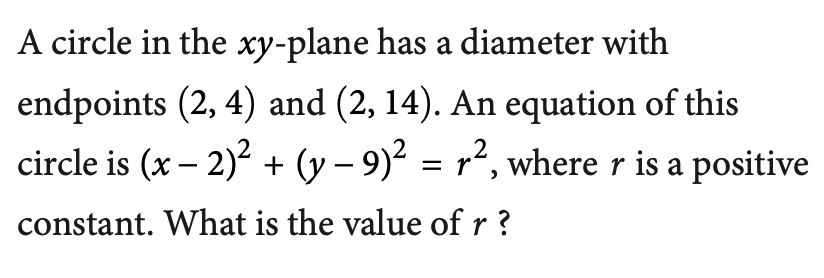 A circle in the xy-plane has a diameter with
endpoints (2, 4) and (2, 14). An equation of this
circle is (x – 2)² + (y – 9)² = r², where r is a positive
constant. What is the value of r ?